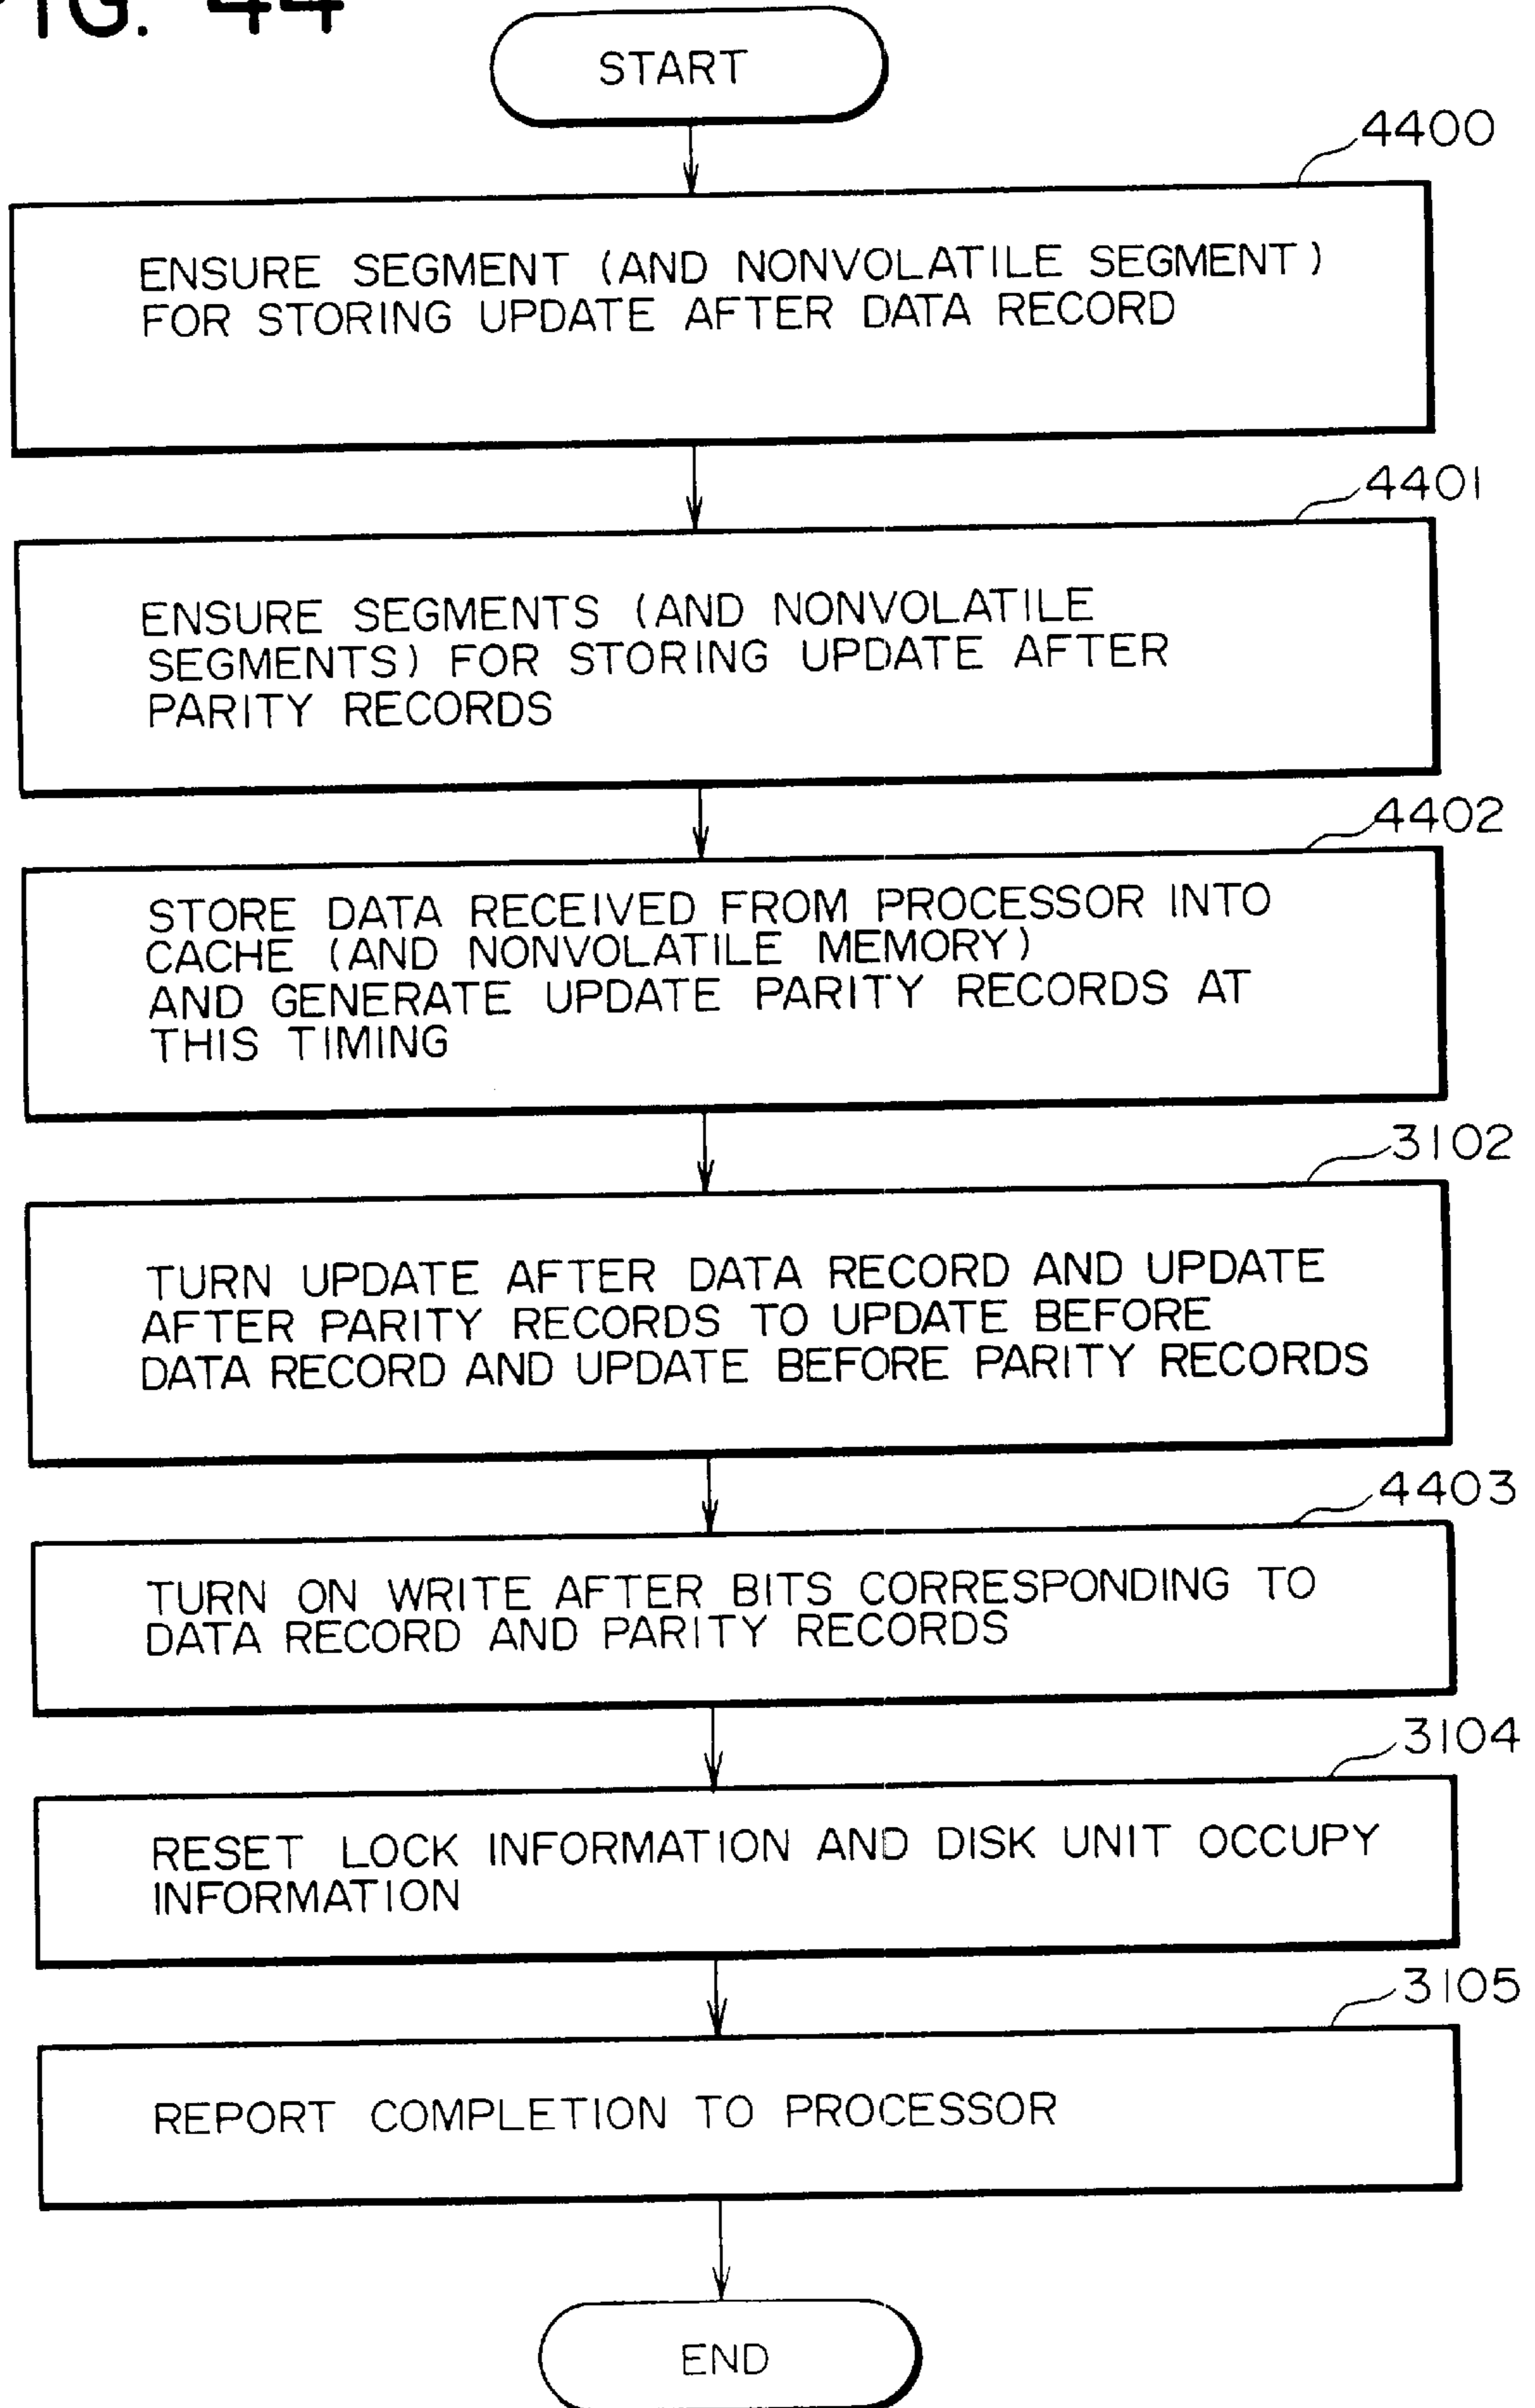 FIG. 44
START
4400
ENSURE SEGMENT (AND NONVOLATILE SEGMENT)
FOR STORING UPDATE AFTER DATA RECORD
4401
ENSURE SEGMENTS (AND NONVOLATILE
SEGMENTS) FOR STORING UPDATE AFTER
PARITY RECORDS
4402
STORE DATA RECEIVED FROM PROCESSOR INTO
CACHE (AND NONVOLATILE MEMORY)
AND GENERATE UPDATE PARITY RECORDS AT
THIS TIMING
3102
TURN UPDATE AFTER DATA RECORD AND UPDATE
AFTER PARITY RECORDS TO UPDATE BEFORE
DATA RECORD AND UPDATE BEFORE PARITY RECORDS
4403
TURN ON WRITE AFTER BITS CORRESPONDING TO
DATA RECORD AND PARITY RECORDS
3104
RESET LOCK INFORMATION AND DISK UNIT OCCUPY
INFORMATION
3105
REPORT COMPLETION TO PROCESSOR
END